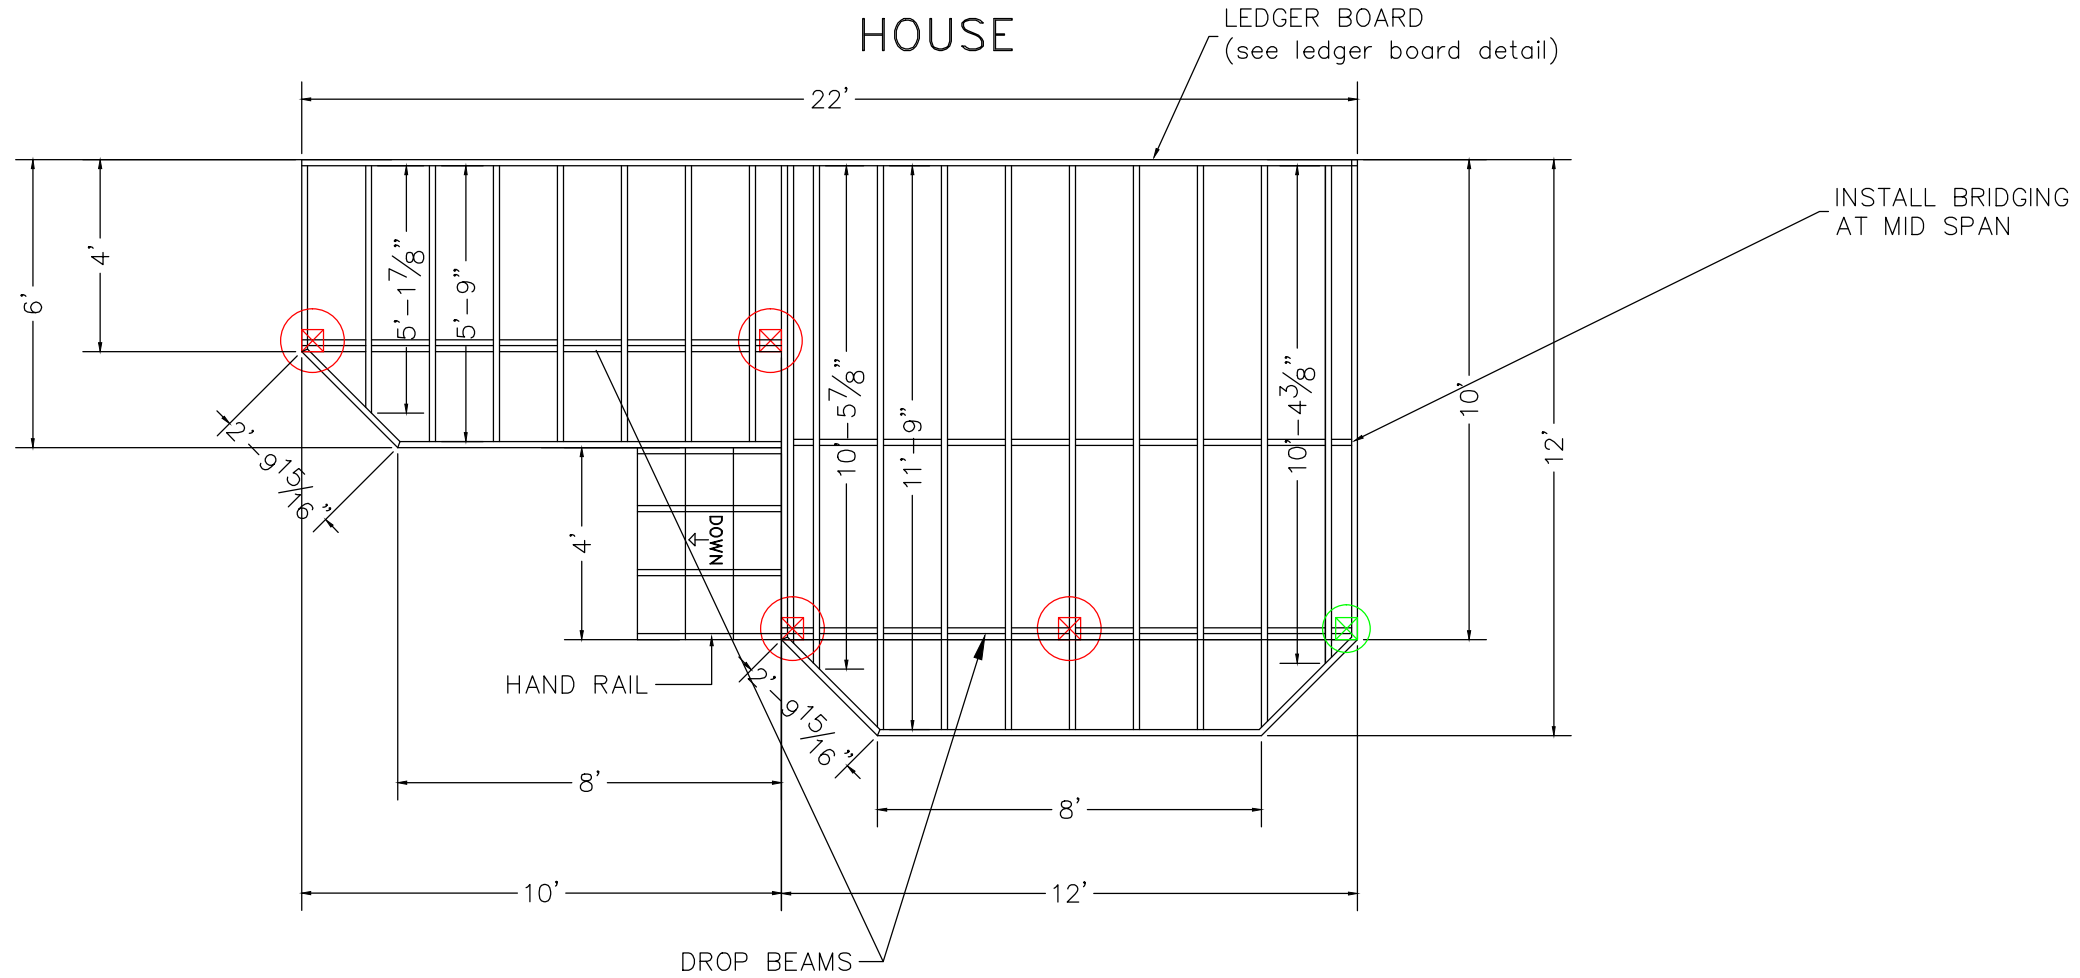 HOUSE
LEDGER BOARD
(see ledger board detail)
22'
INSTALL BRIDGING
AT MID SPAN
6'
4'
5'-1 7/8"
5'-9"
10'-5 7/8"
11'-9"
10'-4 3/8"
10'
12'
2'-9 15/16"
4'
DOWN
HAND RAIL
2'-9 15/16"
8'
8'
10'
12'
DROP BEAMS